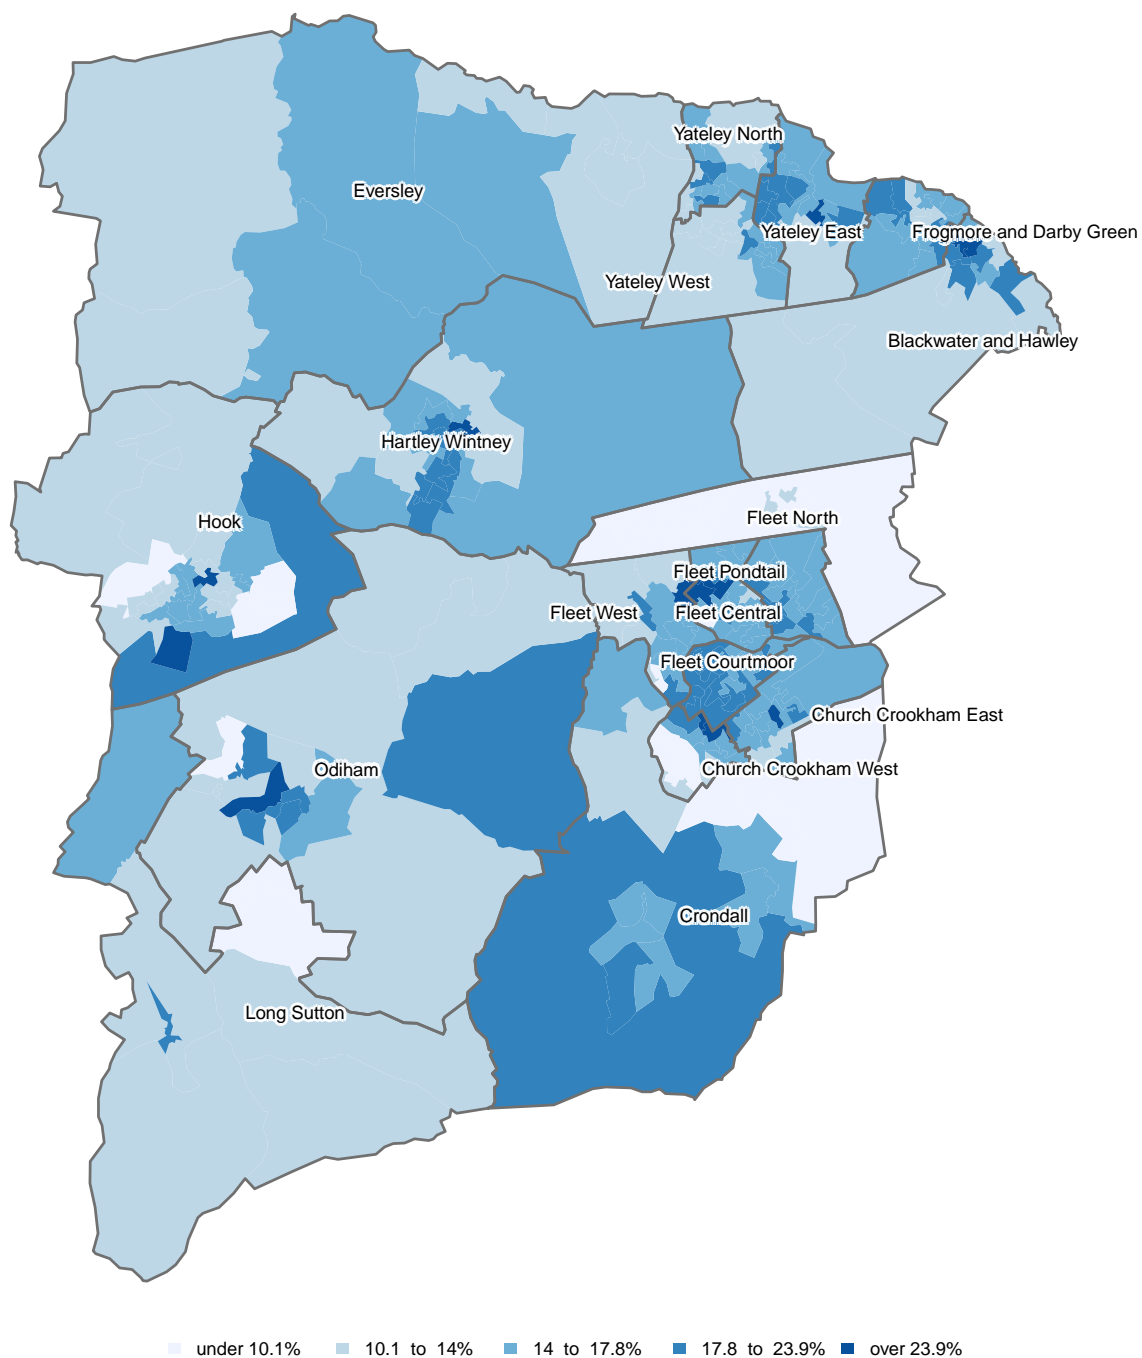 Yateley North
Eversley
Yateley East
Frogmore and Darby Green
Yateley West
Blackwater and Hawley
Hartley Wintney
Hook
Fleet North
Fleet Pondtail
Fleet West
Fleet Central
Fleet Courtmoor
Church Crookham East
Odiham
Church Crookham West
Crondall
Long Sutton
under 10.1% 10.1 to 14% 14 to 17.8% 17.8 to 23.9% over 23.9%